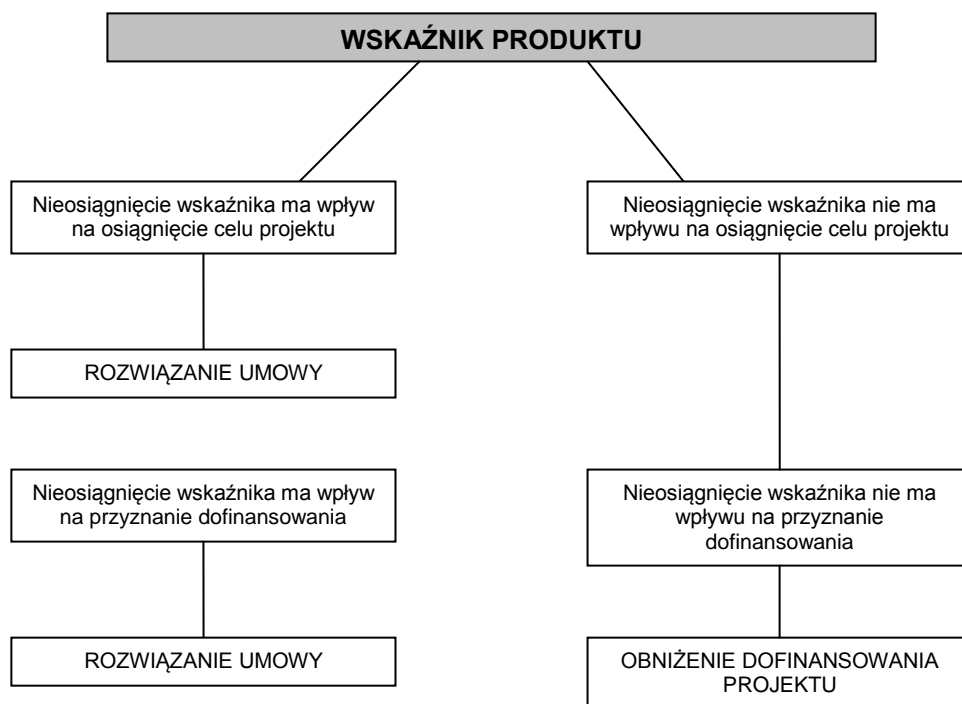 WSKAŹNIK PRODUKTU
Nieosiągnięcie wskaźnika ma wpływ
na osiągnięcie celu projektu
Nieosiągnięcie wskaźnika nie ma
wpływu na osiągnięcie celu projektu
ROZWIĄZANIE UMOWY
Nieosiągnięcie wskaźnika ma wpływ
na przyznanie dofinansowania
Nieosiągnięcie wskaźnika nie ma
wpływu na przyznanie
dofinansowania
ROZWIĄZANIE UMOWY
OBNIŻENIE DOFINANSOWANIA
PROJEKTU